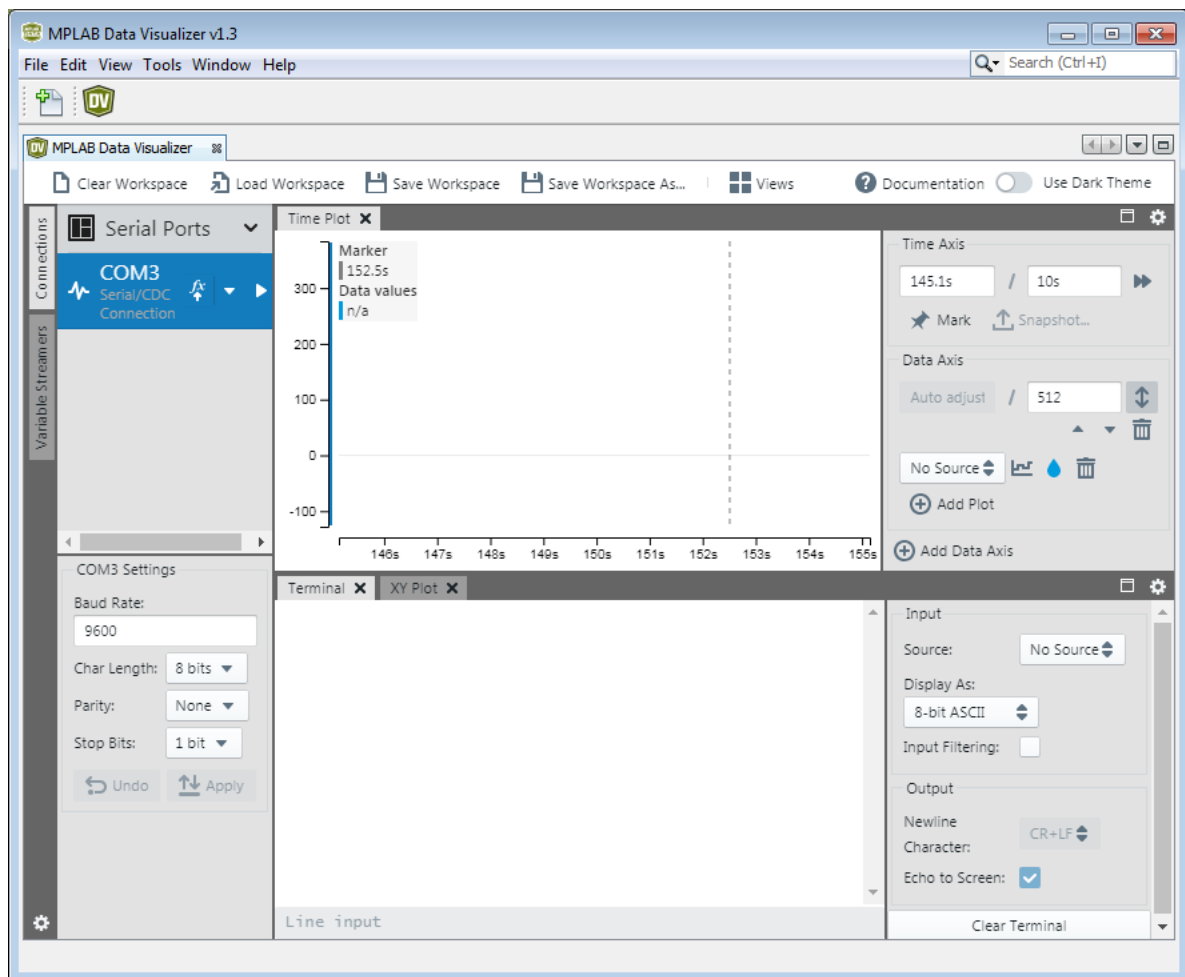 MPLAB Data Visualizer v1.3
File Edit View Tools Window Help
Search (Ctrl+I)
DV
DV MPLAB Data Visualizer
Clear Workspace Load Workspace Save Workspace Save Workspace As... Views Documentation Use Dark Theme
Connections
Variable Streamers
Serial Ports
COM3
Serial/CDC
Connection
fx
COM3 Settings
Baud Rate:
9600
Char Length: 8 bits
Parity: None
Stop Bits: 1 bit
Undo Apply
Time Plot
Marker
152.5s
Data values
n/a
300
200
100
0
-100
146s 147s 148s 149s 150s 151s 152s 153s 154s 155s
Time Axis
145.1s / 10s
Mark Snapshot...
Data Axis
Auto adjust / 512
No Source
Add Plot
Add Data Axis
Terminal XY Plot
Line input
Input
Source: No Source
Display As:
8-bit ASCII
Input Filtering:
Output
Newline
Character:
CR+LF
Echo to Screen:
Clear Terminal